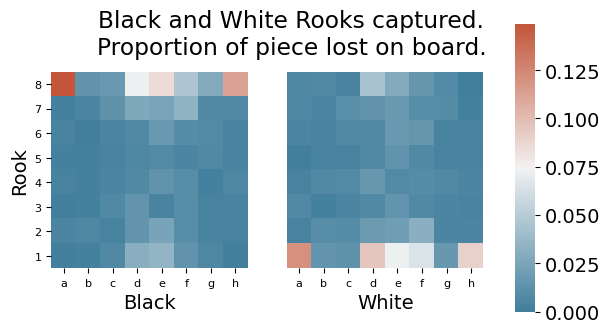 Black and White Rooks captured.
Proportion of piece lost on board.
Rook
8
7
6
5
4
3
2
1
a b c d e f g h
Black
a b c d e f g h
White
0.125
0.100
0.075
0.050
0.025
0.000